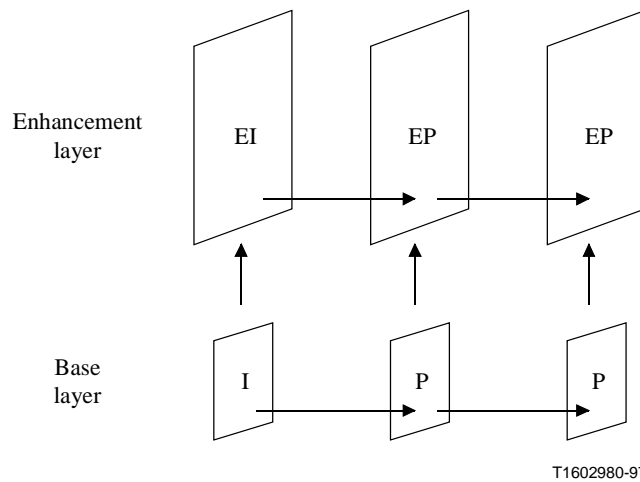 Enhancement
layer
EI
EP
EP
Base
layer
I
P
P
T1602980-97